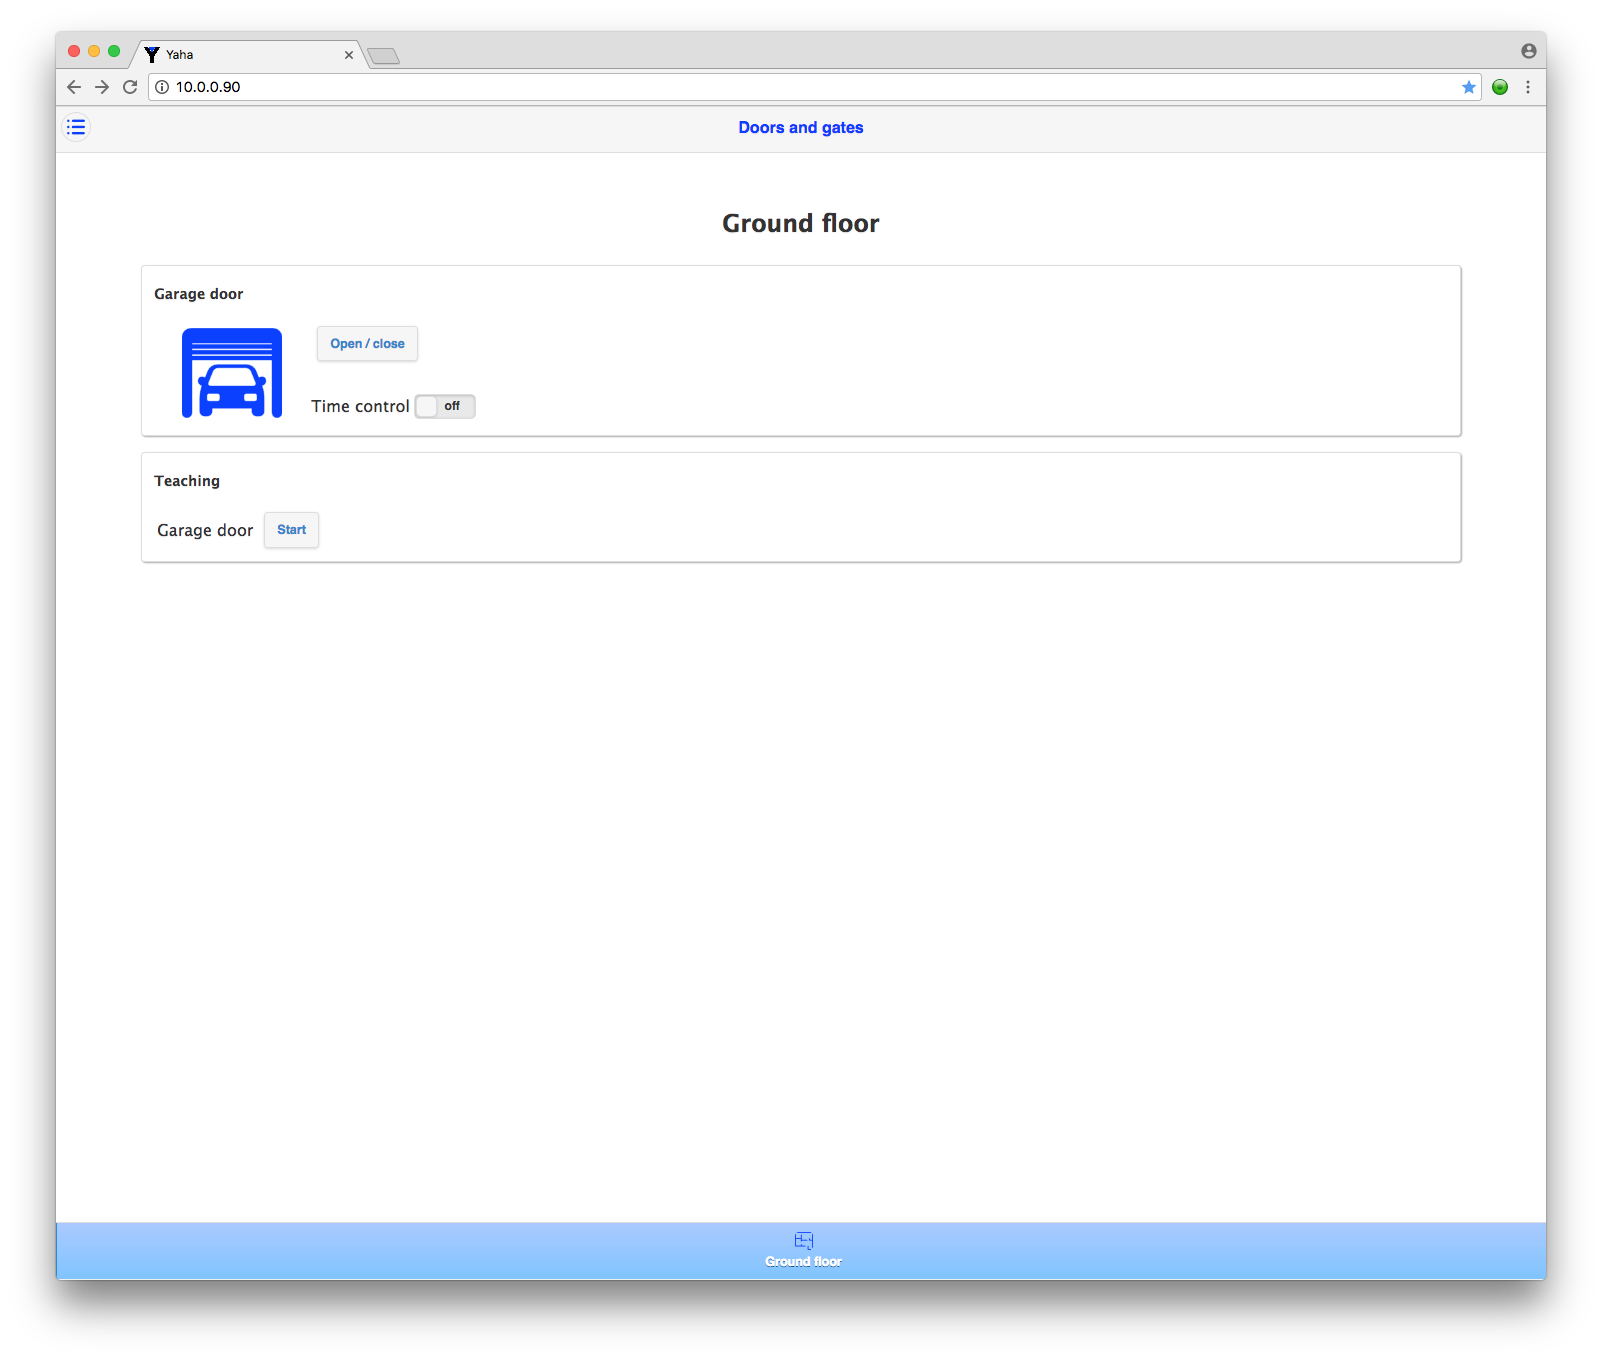 Yaha
10.0.0.90
Doors and gates
Ground floor
Garage door
Open / close
Time control off
Teaching
Garage door Start
Ground floor